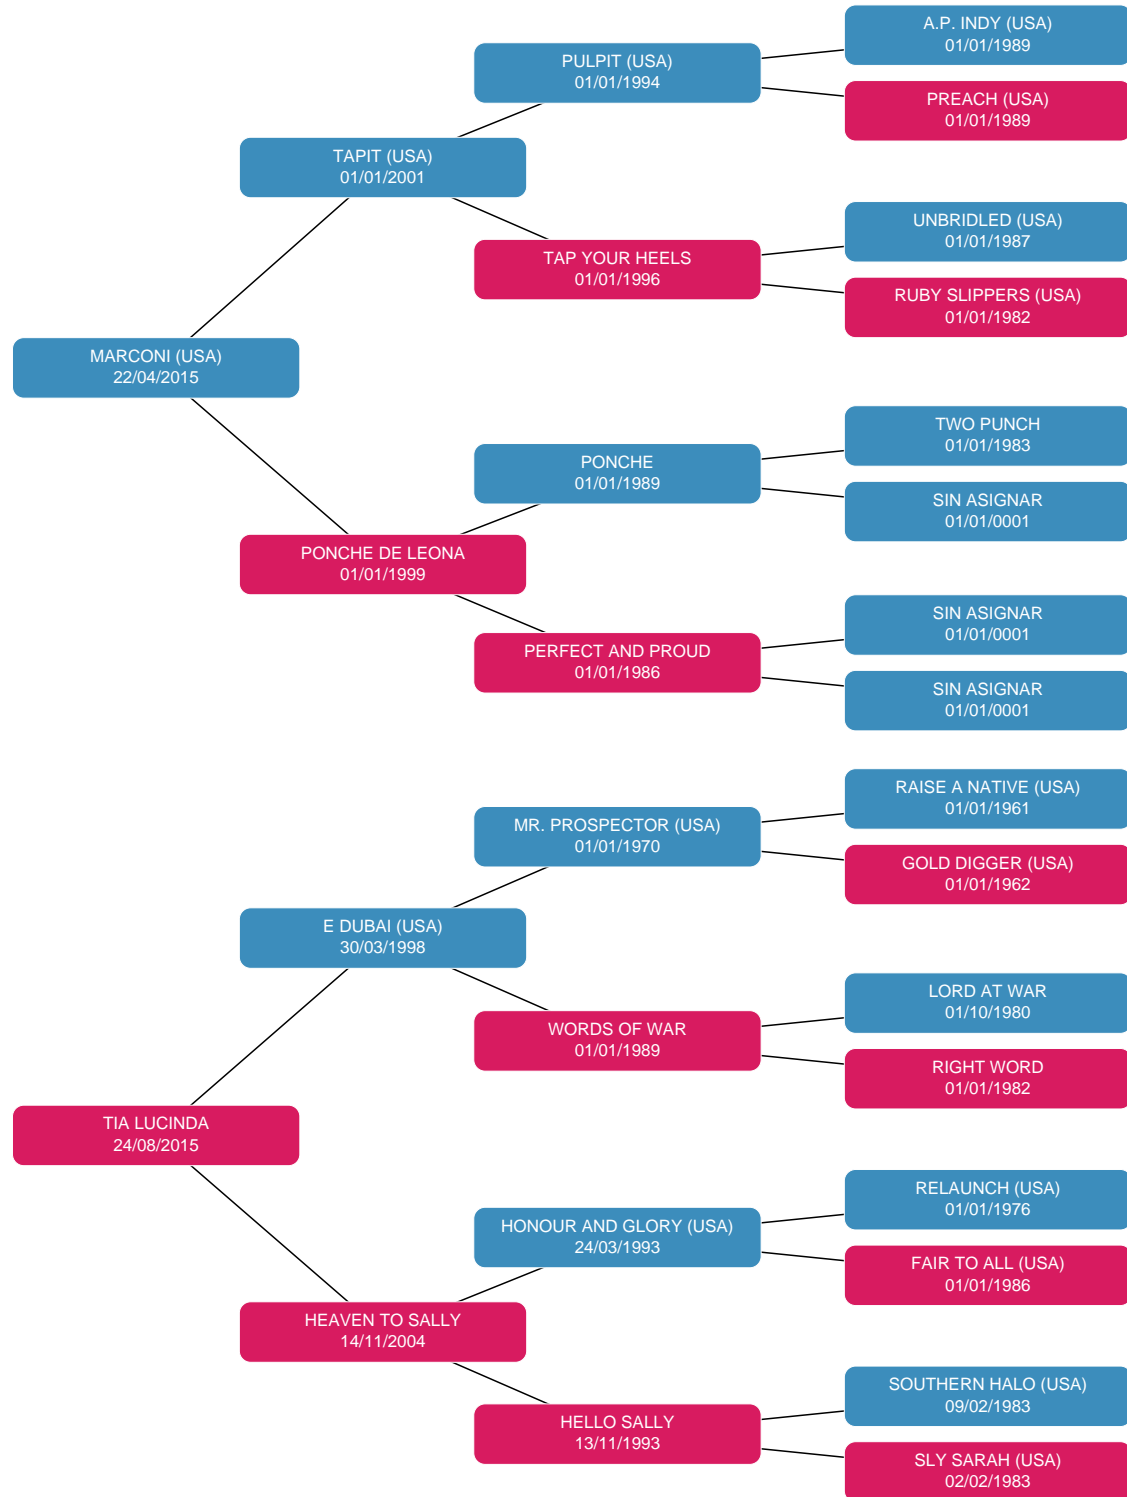 A.P. INDY (USA)
01/01/1989
PULPIT (USA)
01/01/1994
PREACH (USA)
01/01/1989
TAPIT (USA)
01/01/2001
UNBRIDLED (USA)
01/01/1987
TAP YOUR HEELS
01/01/1996
RUBY SLIPPERS (USA)
01/01/1982
MARCONI (USA)
22/04/2015
TWO PUNCH
01/01/1983
PONCHE
01/01/1989
SIN ASIGNAR
01/01/0001
PONCHE DE LEONA
01/01/1999
SIN ASIGNAR
01/01/0001
PERFECT AND PROUD
01/01/1986
SIN ASIGNAR
01/01/0001
RAISE A NATIVE (USA)
01/01/1961
MR. PROSPECTOR (USA)
01/01/1970
GOLD DIGGER (USA)
01/01/1962
E DUBAI (USA)
30/03/1998
LORD AT WAR
01/10/1980
WORDS OF WAR
01/01/1989
RIGHT WORD
01/01/1982
TIA LUCINDA
24/08/2015
RELAUNCH (USA)
01/01/1976
HONOUR AND GLORY (USA)
24/03/1993
FAIR TO ALL (USA)
01/01/1986
HEAVEN TO SALLY
14/11/2004
SOUTHERN HALO (USA)
09/02/1983
HELLO SALLY
13/11/1993
SLY SARAH (USA)
02/02/1983